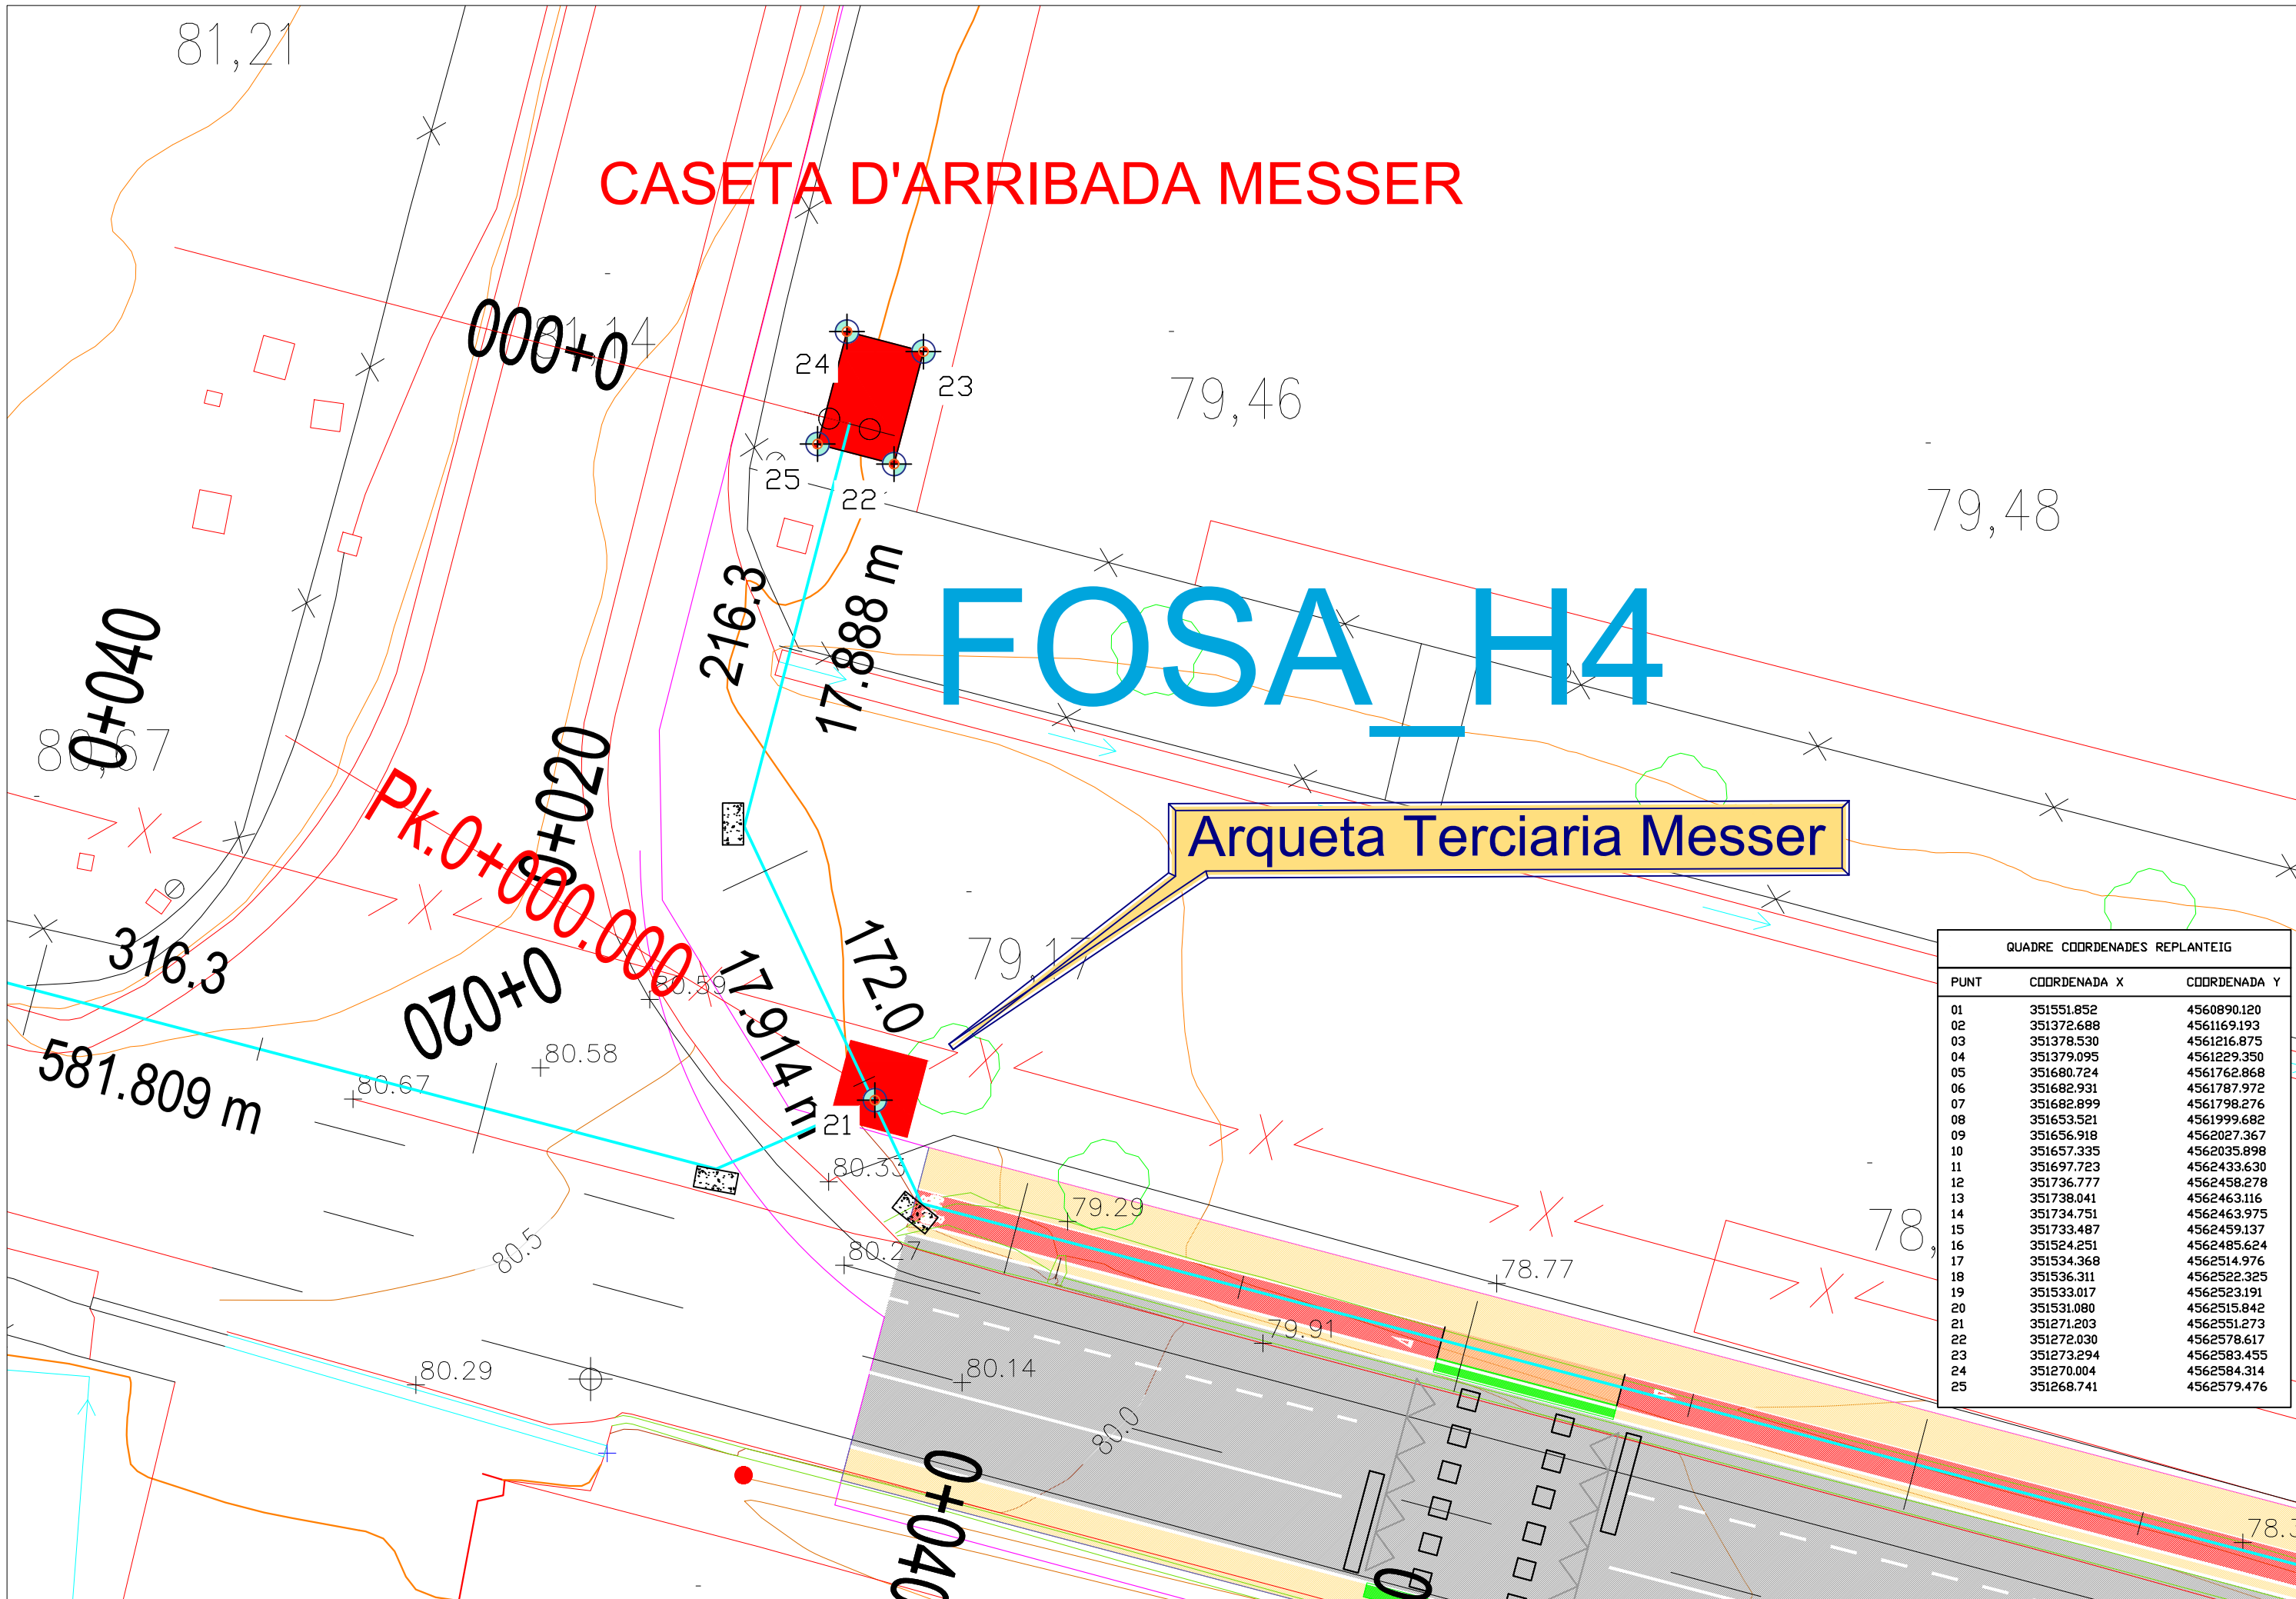 81,21
CASETA D'ARRIBADA MESSER
0+000
81,14
24
23
79,46
25
22
79,48
216.3
17.888 m
FOSA_H4
0+040
80,67
0+020
Pk.0+000.000
Arqueta Terciaria Messer
316.3
0+020
80.59
17.914 m
172.0
79,17
581.809 m
80.67
80.58
21
80.33
79.29
80.27
80.5
78.77
79.91
80.14
80.29
80.0
0+040
QUADRE COORDENADES REPLANTEIG
PUNT COORDENADA X COORDENADA Y
01 351551.852 4560890.120
02 351372.688 4561169.193
03 351378.530 4561216.875
04 351379.095 4561229.350
05 351680.724 4561762.868
06 351682.931 4561787.972
07 351682.899 4561798.276
08 351653.521 4561999.682
09 351656.918 4562027.367
10 351657.335 4562035.898
11 351697.723 4562433.630
12 351736.777 4562458.278
13 351738.041 4562463.116
14 351734.751 4562463.975
15 351733.487 4562459.137
16 351524.251 4562485.624
17 351534.368 4562514.976
18 351536.311 4562522.325
19 351533.017 4562523.191
20 351531.080 4562515.842
21 351271.203 4562551.273
22 351272.030 4562578.617
23 351273.294 4562583.455
24 351270.004 4562584.314
25 351268.741 4562579.476